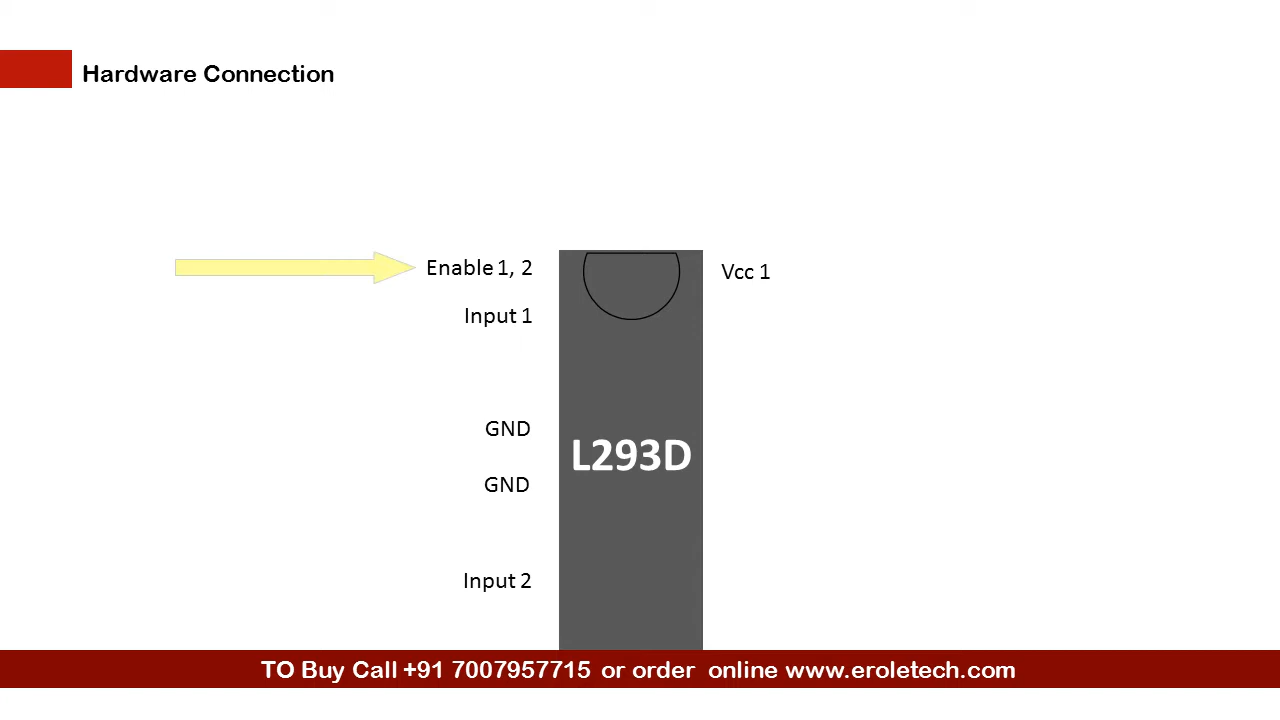 Hardware Connection
Enable 1, 2
Vcc 1
Input 1
GND
L293D
GND
Input 2
TO Buy Call +91 7007957715 or order online www.eroletech.com